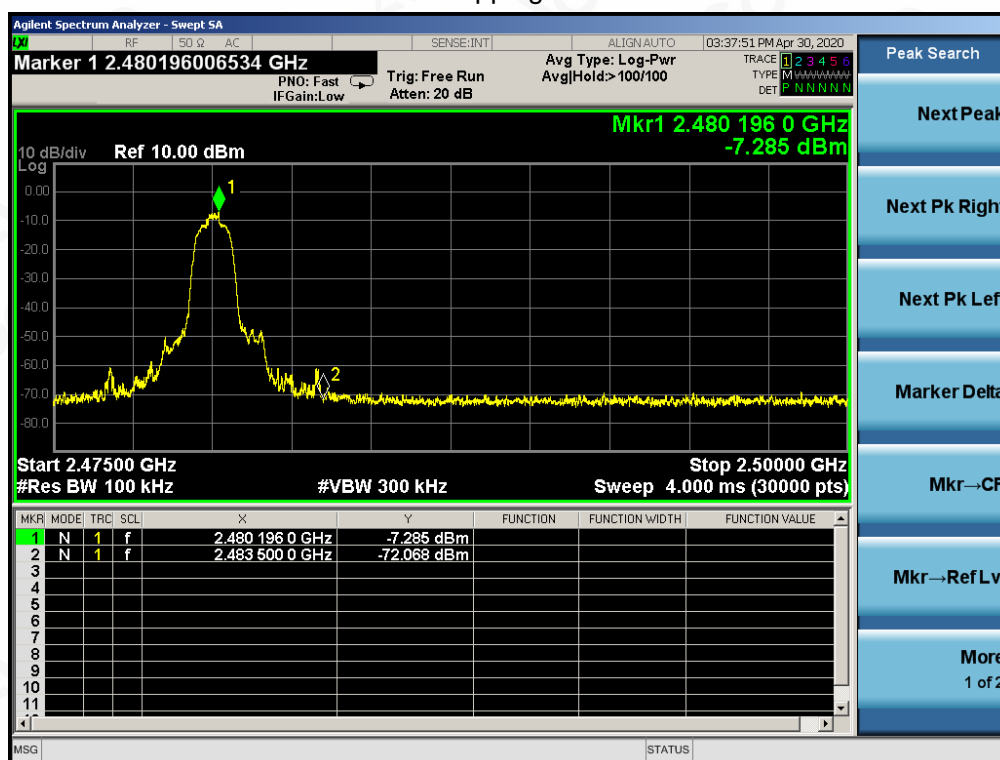 pping
Agilent Spectrum Analyzer - Swept SA
LXI RF 50 Ω AC SENSE:INT ALIGN AUTO 03:37:51 PM Apr 30, 2020
Marker 1 2.480196006534 GHz
PNO: Fast
IFGain:Low
Trig: Free Run
Atten: 20 dB
Avg Type: Log-Pwr
Avg|Hold:>100/100
TRACE 1 2 3 4 5 6
TYPE M WWWWW
DET P N N N N N
Mkr1 2.480 196 0 GHz
-7.285 dBm
10 dB/div Ref 10.00 dBm
Log
0.00
-10.0
-20.0
-30.0
-40.0
-50.0
-60.0
-70.0
-80.0
1
2
Start 2.47500 GHz Stop 2.50000 GHz
#Res BW 100 kHz #VBW 300 kHz Sweep 4.000 ms (30000 pts)
MKR MODE TRC SCL X Y FUNCTION FUNCTION WIDTH FUNCTION VALUE
1 N 1 f 2.480 196 0 GHz -7.285 dBm
2 N 1 f 2.483 500 0 GHz -72.068 dBm
3
4
5
6
7
8
9
10
11
MSG STATUS
Peak Search
Next Peak
Next Pk Right
Next Pk Left
Marker Delta
Mkr→CF
Mkr→Ref Lv
More
1 of 2